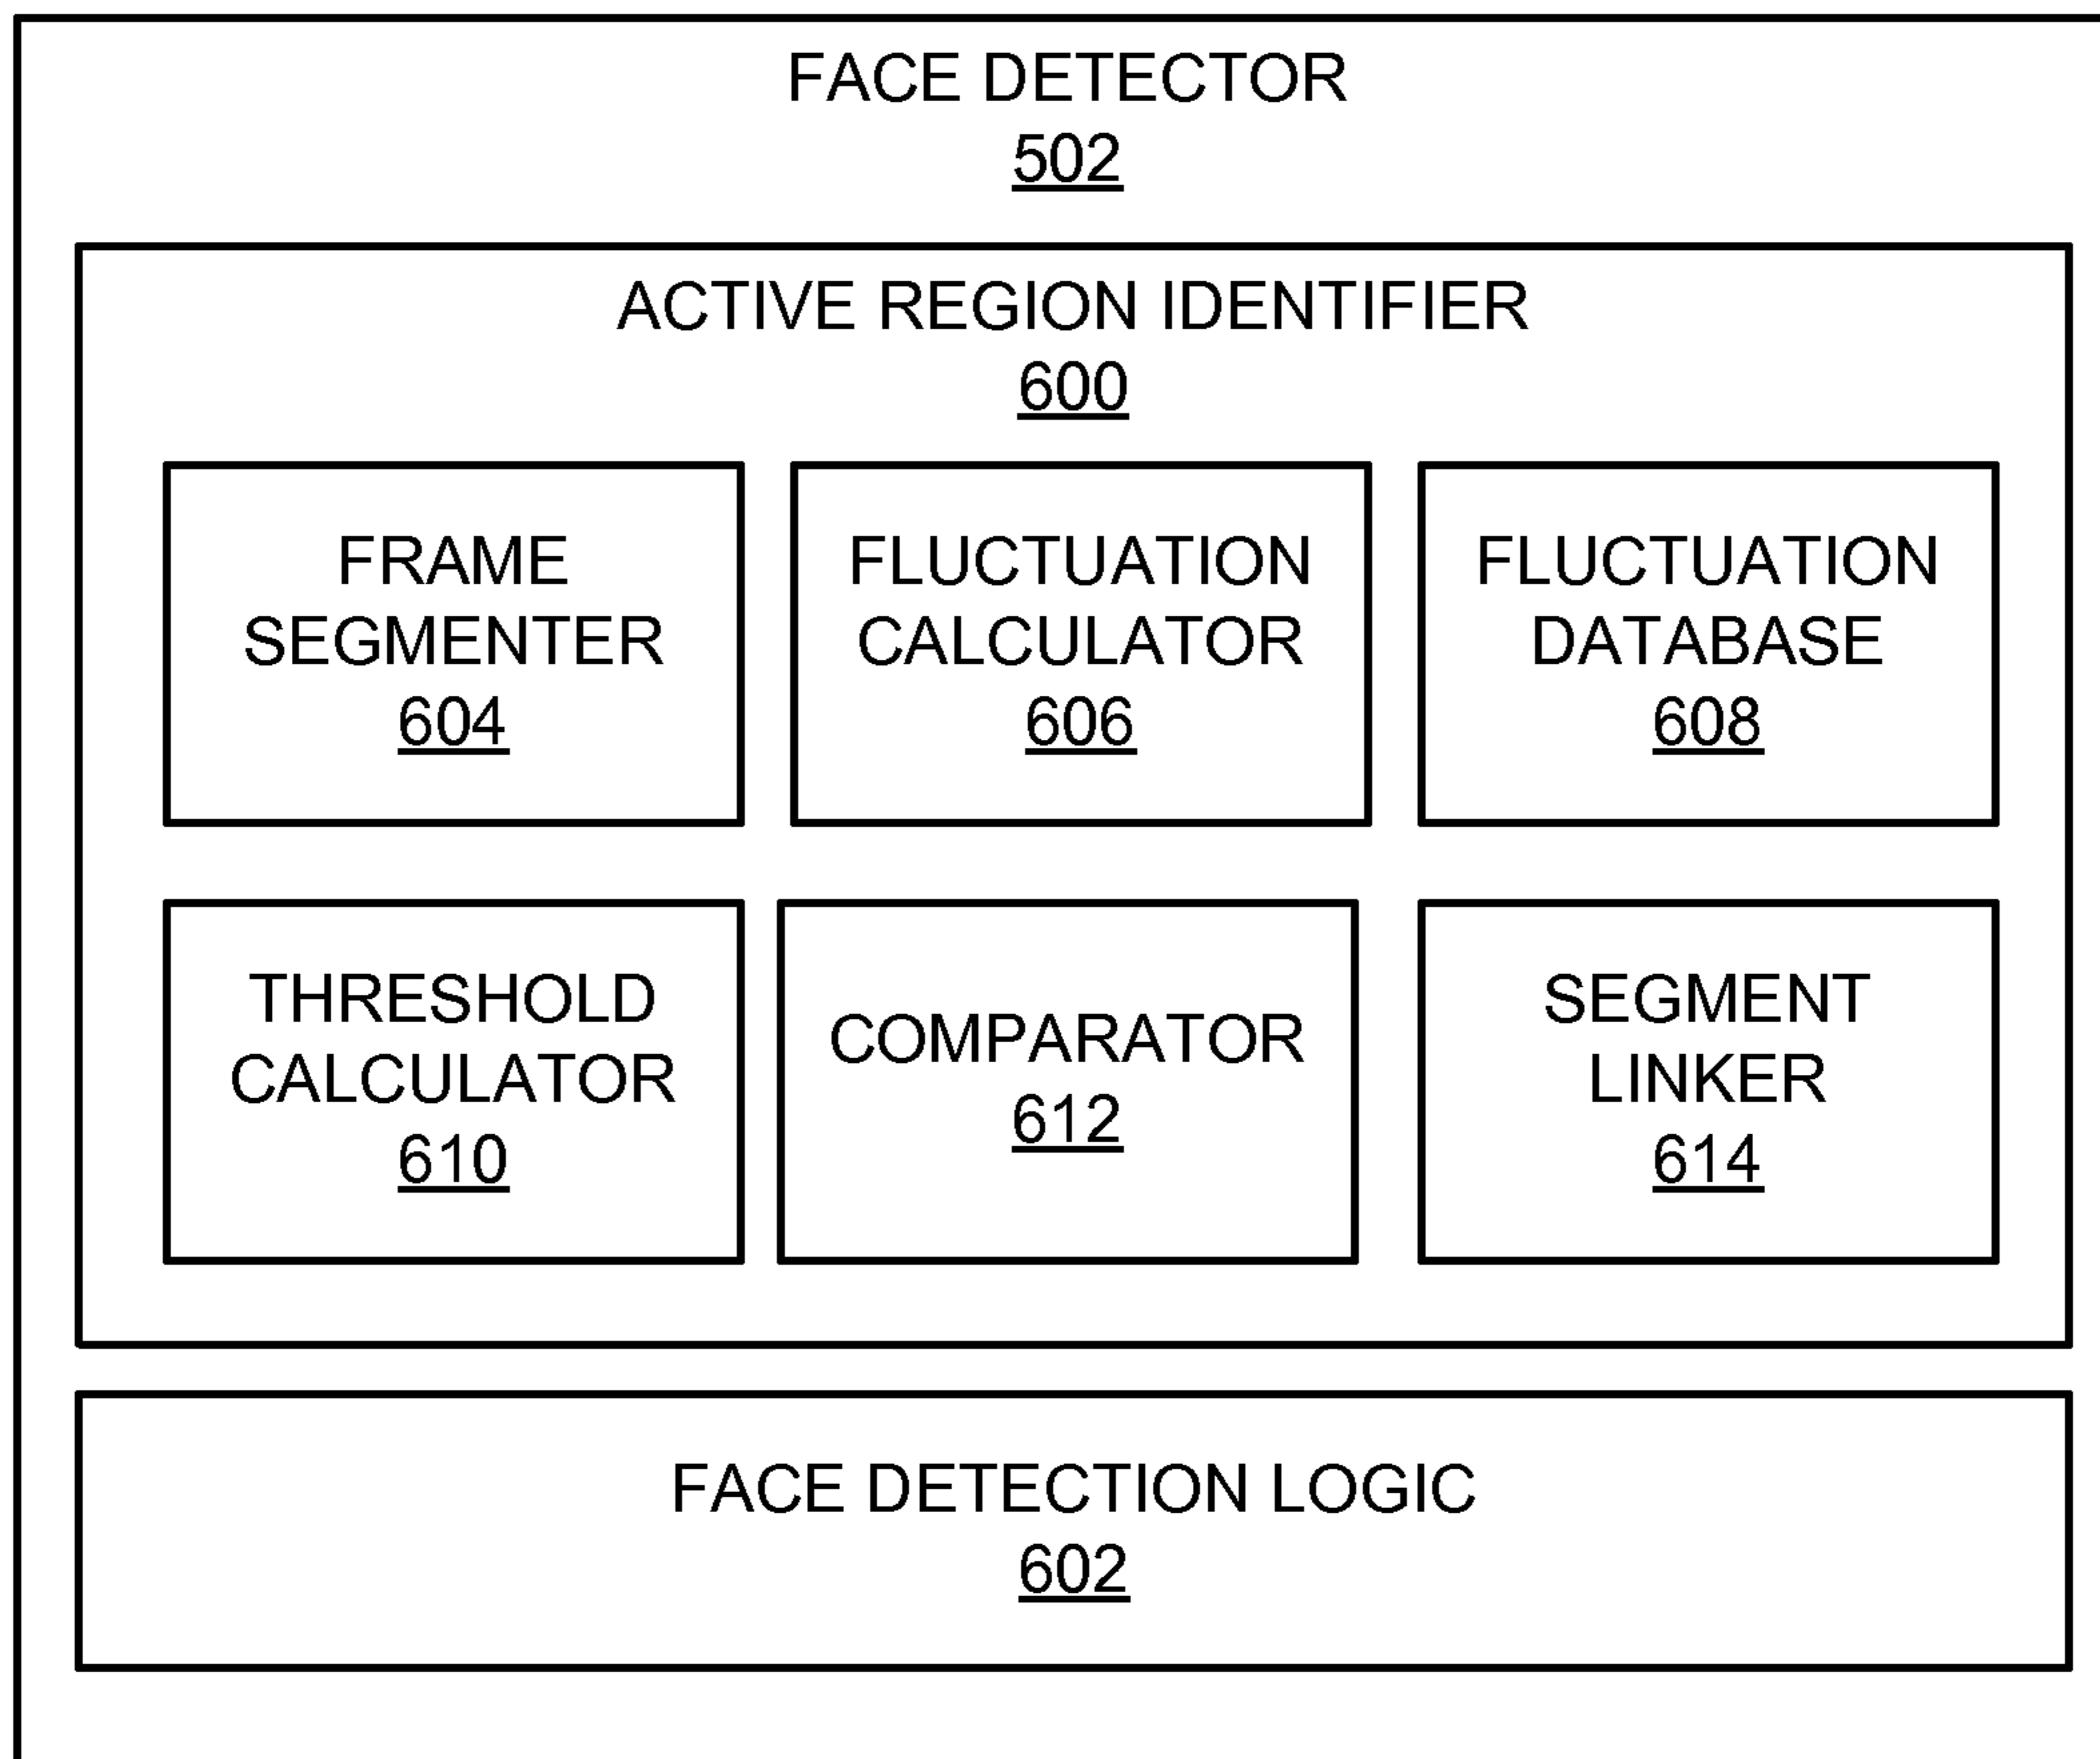 FACE DETECTOR
502
ACTIVE REGION IDENTIFIER
600
FRAME
SEGMENTER
604
FLUCTUATION
CALCULATOR
606
FLUCTUATION
DATABASE
608
THRESHOLD
CALCULATOR
610
COMPARATOR
612
SEGMENT
LINKER
614
FACE DETECTION LOGIC
602